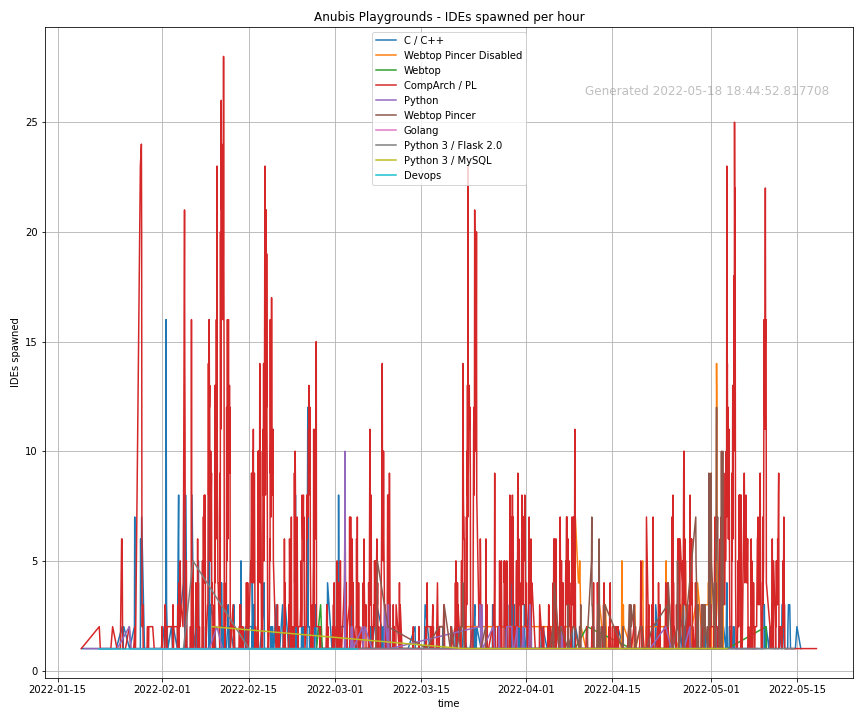 Anubis Playgrounds - IDEs spawned per hour
C / C++
Webtop Pincer Disabled
Webtop
CompArch / PL
Python
Webtop Pincer
Golang
Python 3 / Flask 2.0
Python 3 / MySQL
Devops
Generated 2022-05-18 18:44:52.817708
25
20
15
10
5
0
IDEs spawned
2022-01-15 2022-02-01 2022-02-15 2022-03-01 2022-03-15 2022-04-01 2022-04-15 2022-05-01 2022-05-15
time